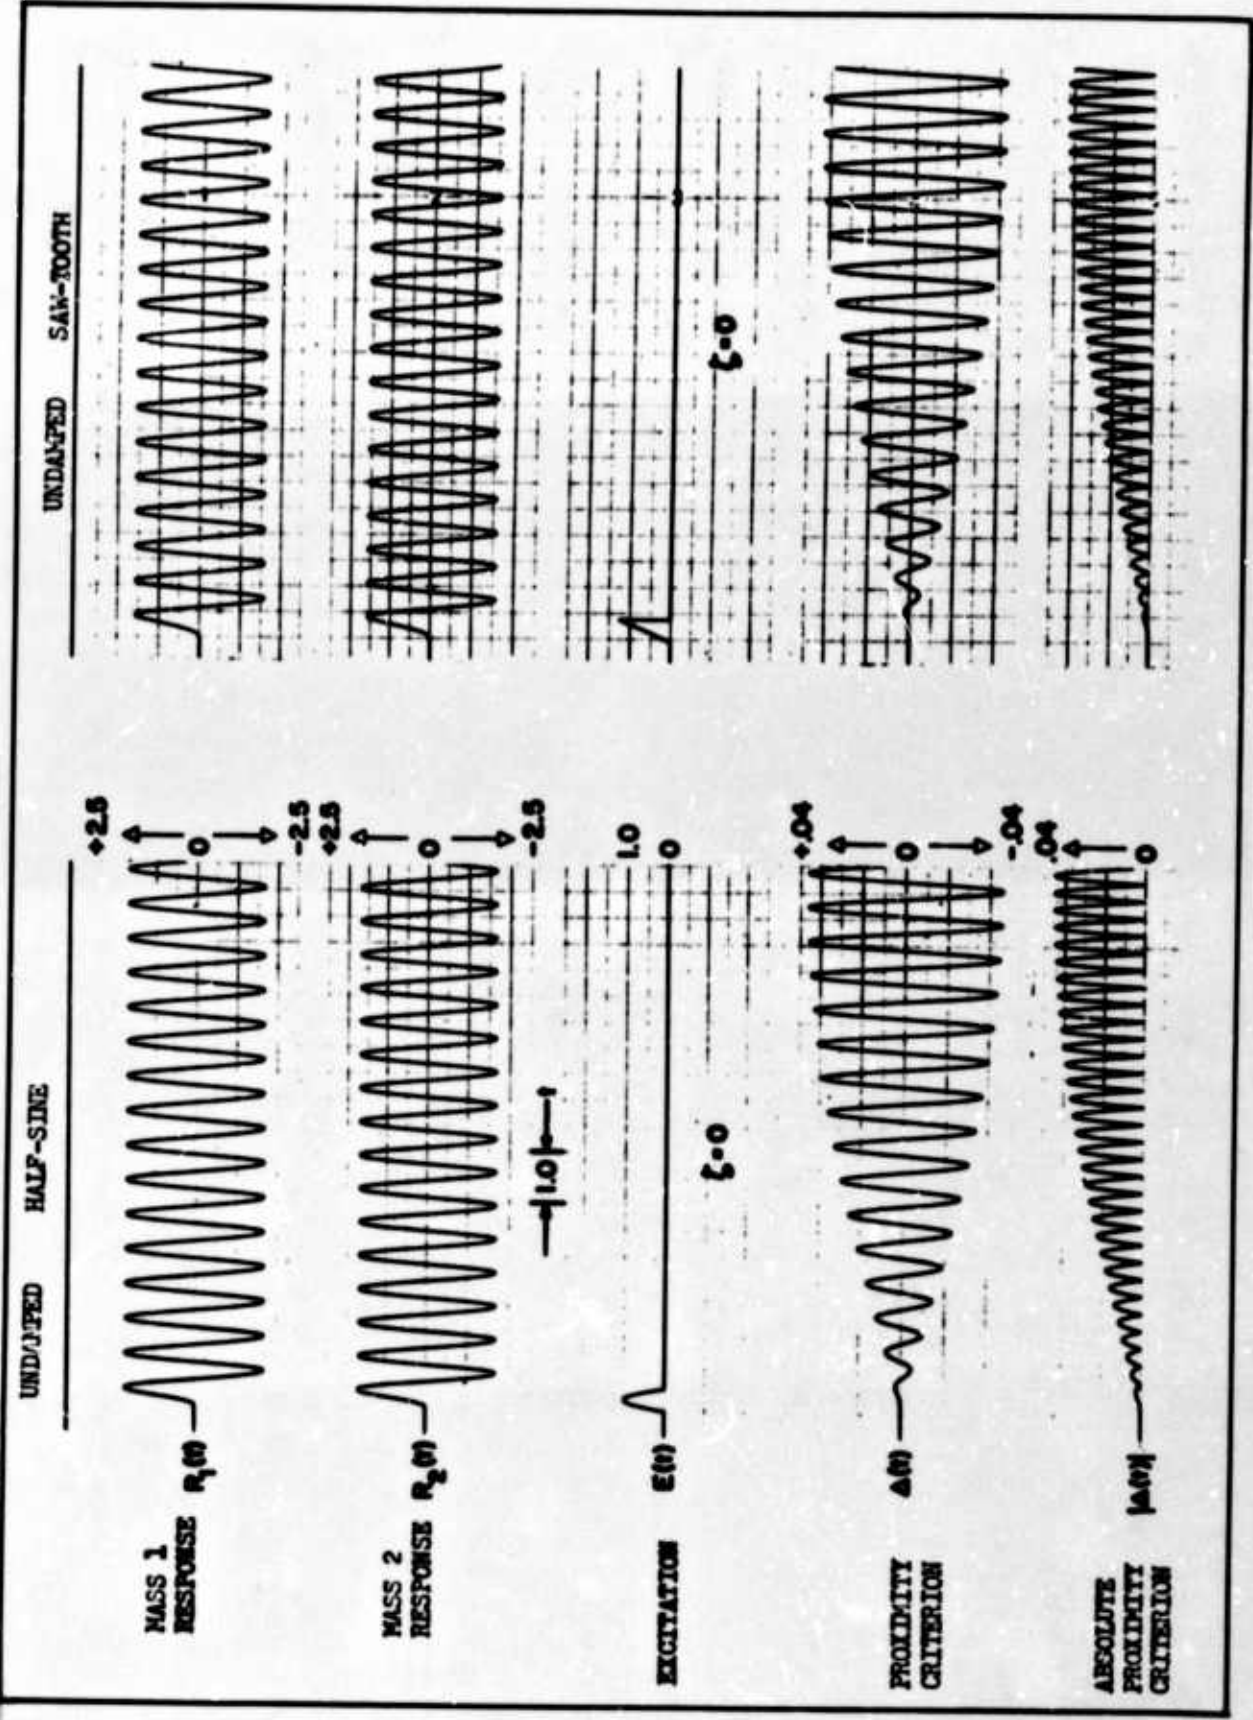 UNDAMPED HALF-SINE
UNDAMPED SAW-TOOTH
MASS 1
RESPONSE R₁(t)
+2.5
0
-2.5
MASS 2
RESPONSE R₂(t)
+2.5
0
-2.5
1.0 t
EXCITATION E(t)
1.0
0
ζ=0
ζ=0
PROXIMITY
CRITERION
Δ(t)
+.04
0
-.04
ABSOLUTE
PROXIMITY
CRITERION
|Δ(t)|
.04
0